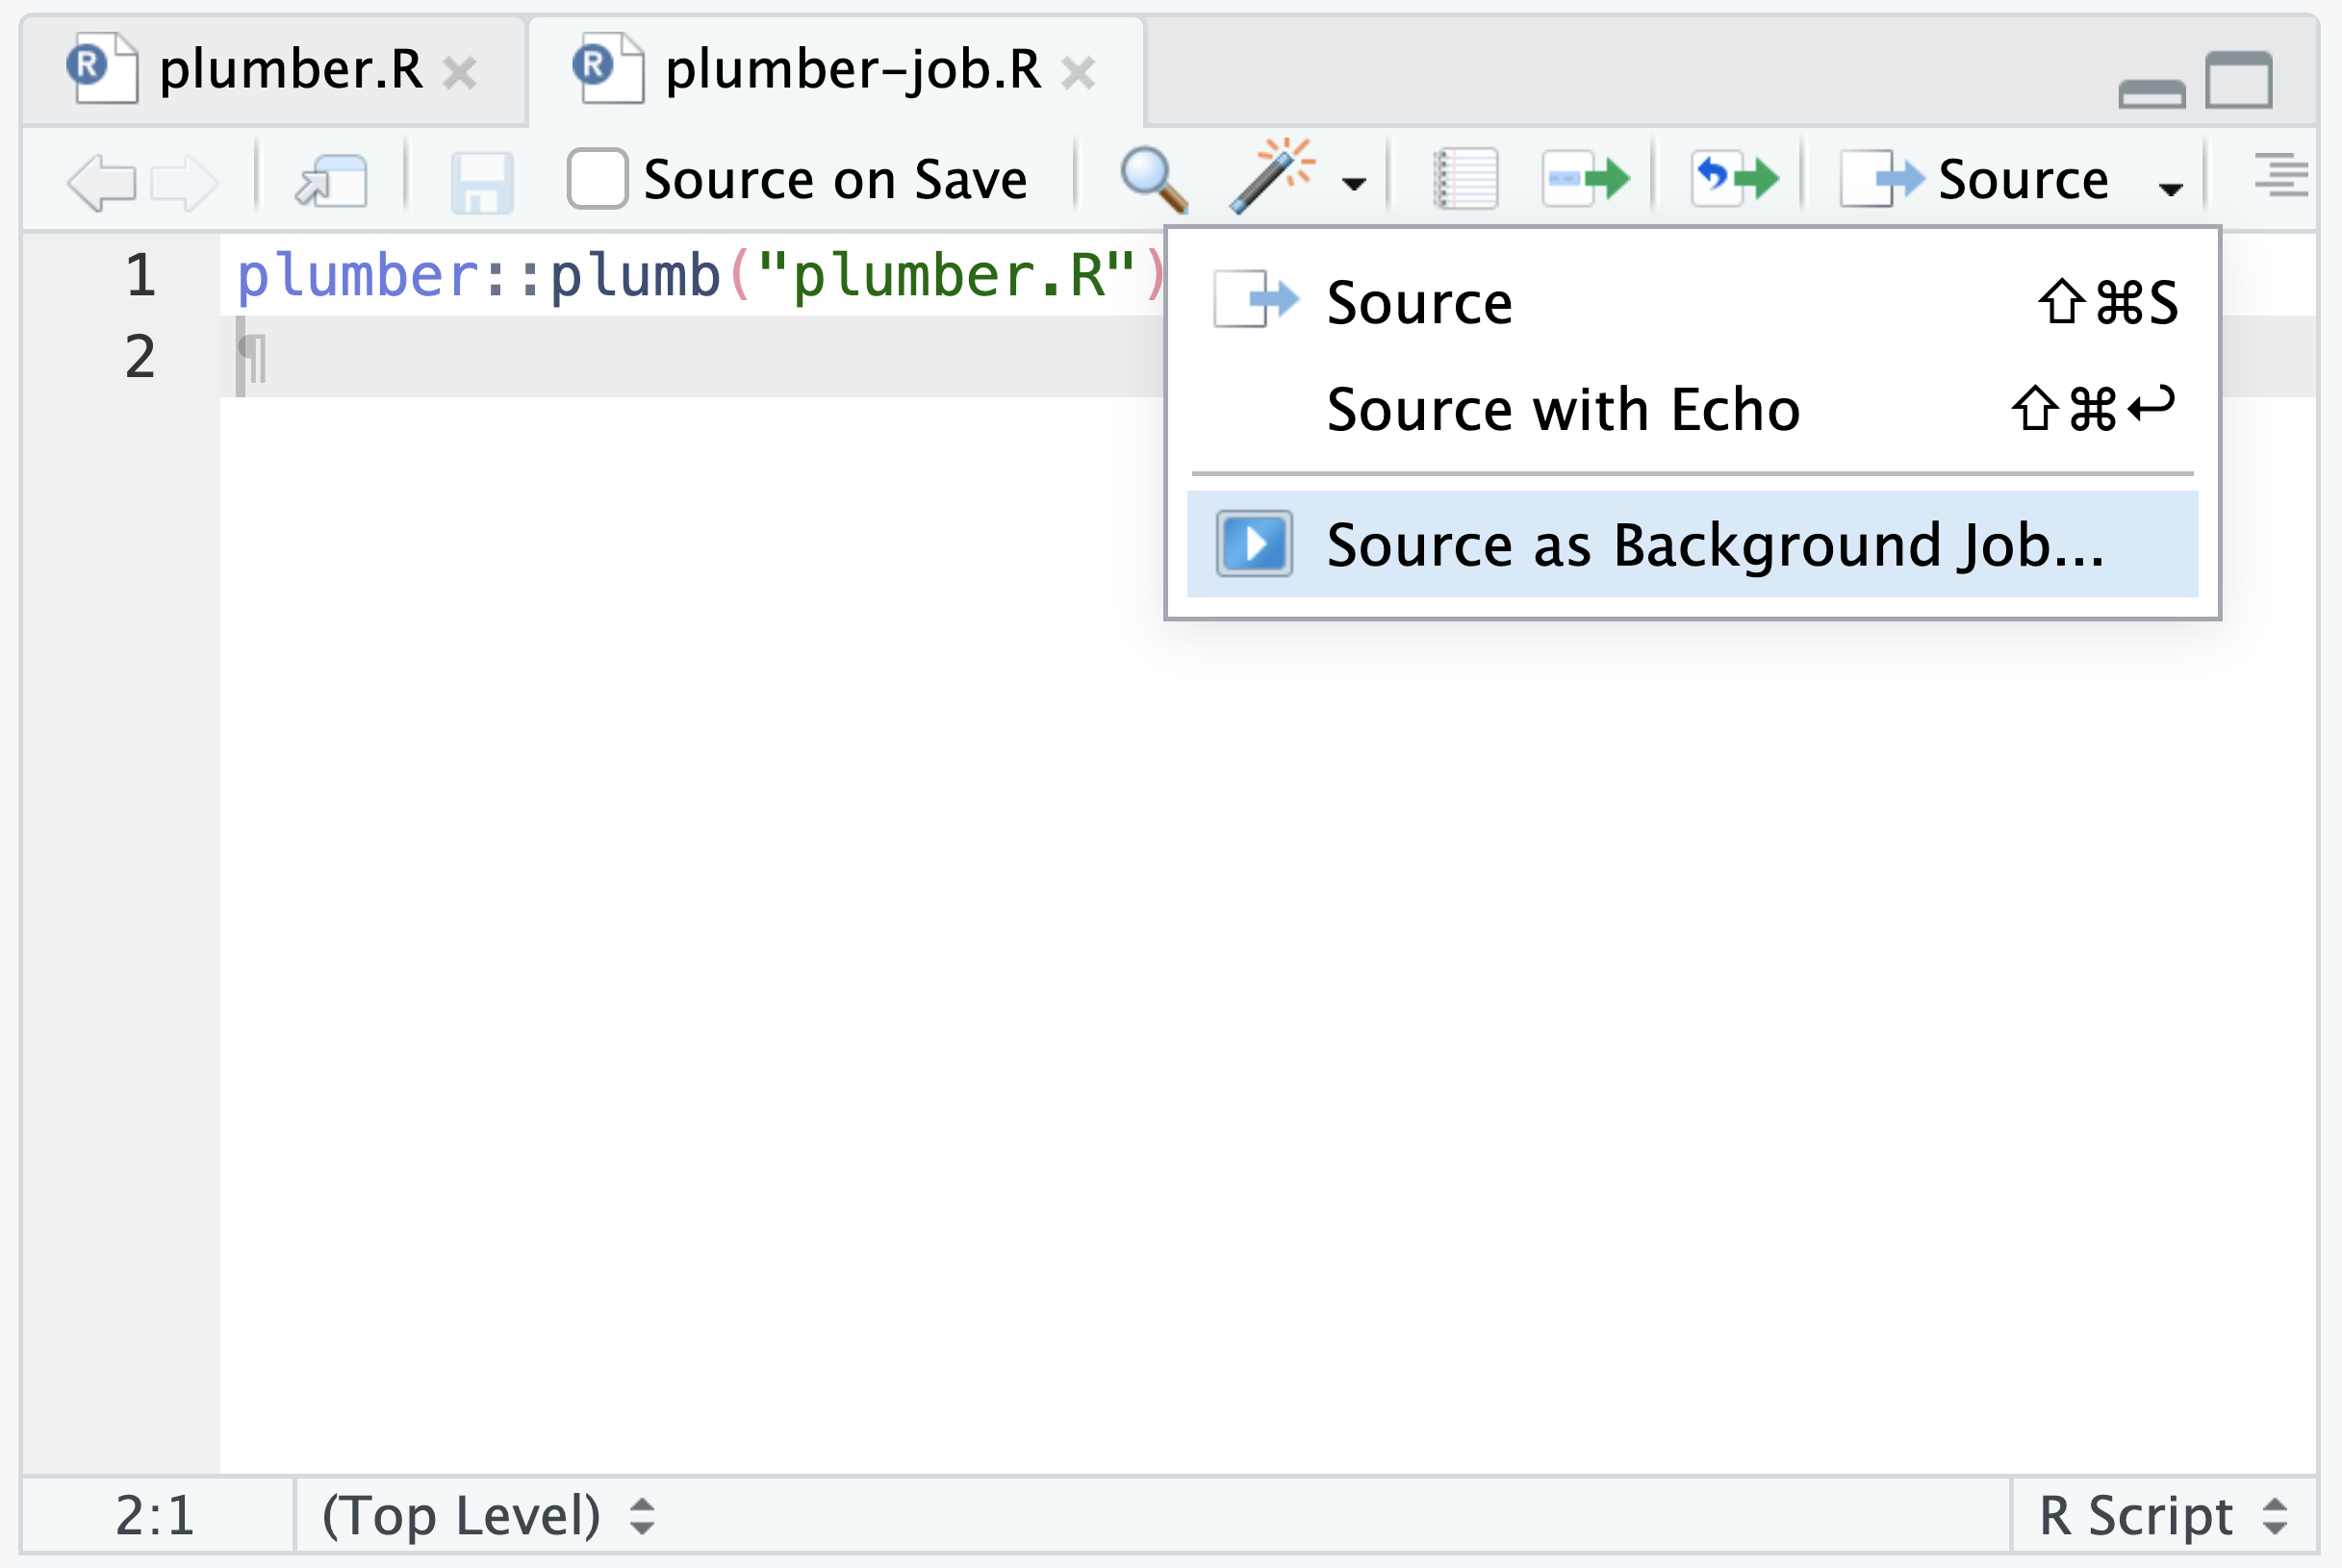 plumber.R plumber-job.R
Source on Save Source
1 plumber::plumb("plumber.R")
2 ¶
Source ⇧⌘S
Source with Echo ⇧⌘↩
Source as Background Job...
2:1 (Top Level) R Script